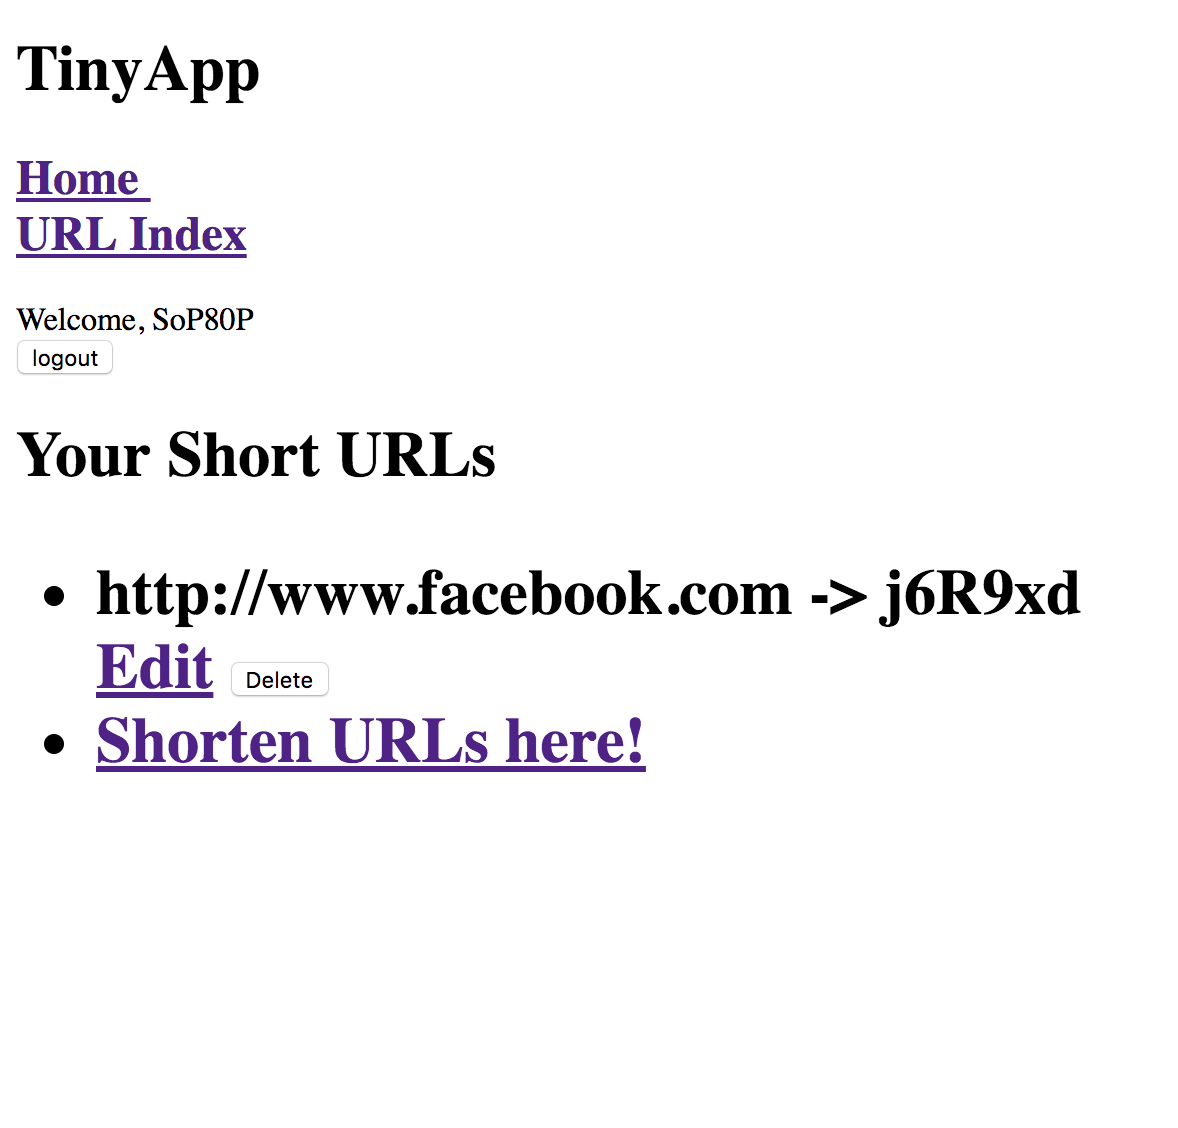 TinyApp
Home
URL Index
Welcome, SoP80P
logout
Your Short URLs
http://www.facebook.com -> j6R9xd
Edit Delete
Shorten URLs here!